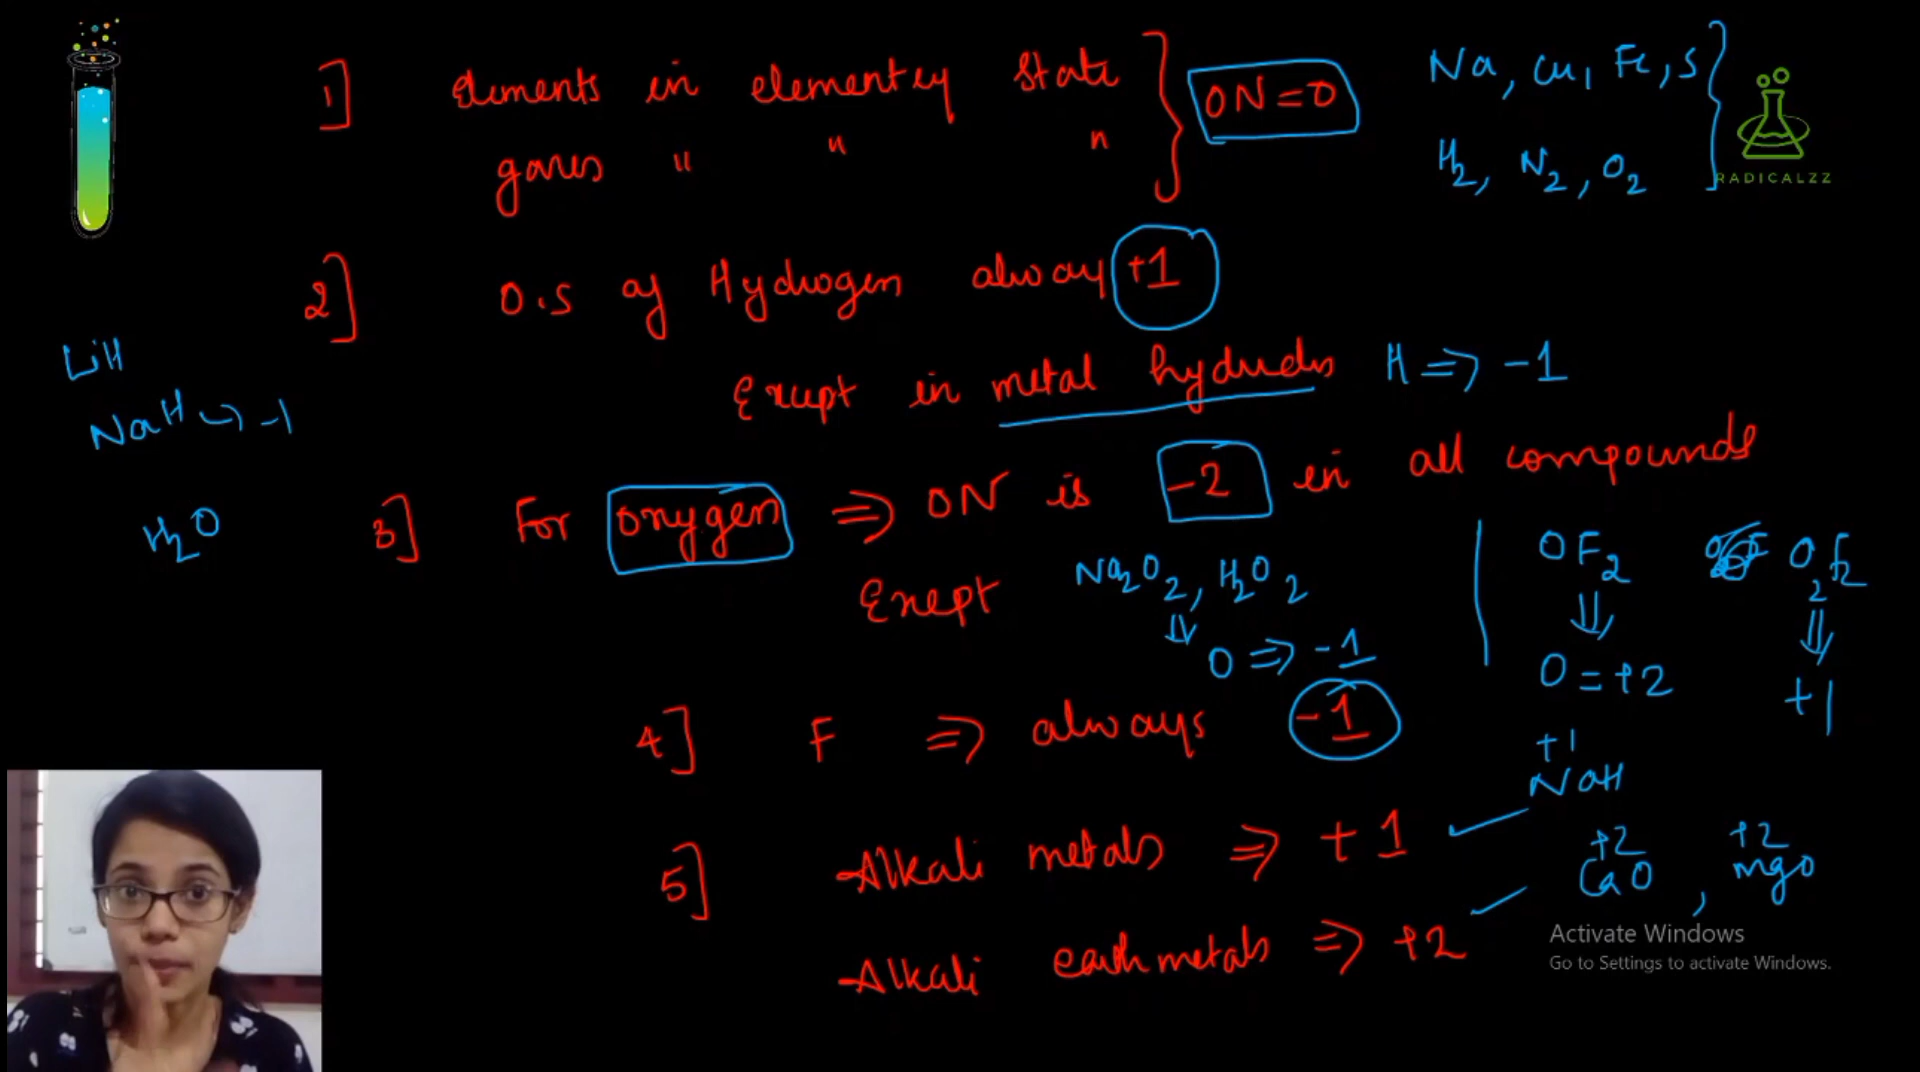 1] Elements in elementry state } ON = 0 Na, Cu, Fe, S
gases " " " H2, N2, O2
RADICALZZ
2] O.S of Hydrogen always +1
LiH
Except in metal hydrides H => -1
NaH -> -1
3] For oxygen => ON is -2 in all compounds
H2O
Except Na2O2, H2O2
OF2 O2F2
O => -1
O = +2 +1
4] F => always -1
+1
NaH
5] Alkali metals => +1
+2 +2
CaO, MgO
Alkali earth metals => +2
Activate Windows
Go to Settings to activate Windows.